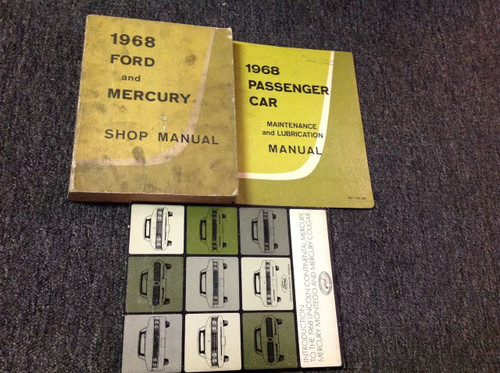 1968
FORD
and
MERCURY
SHOP MANUAL
1968
PASSENGER
CAR
MAINTENANCE
and LUBRICATION
MANUAL
INTRODUCTION
TO THE 1968 LINCOLN CONTINENTAL, MERCURY,
MERCURY MONTEGO AND MERCURY COUGAR
Ford